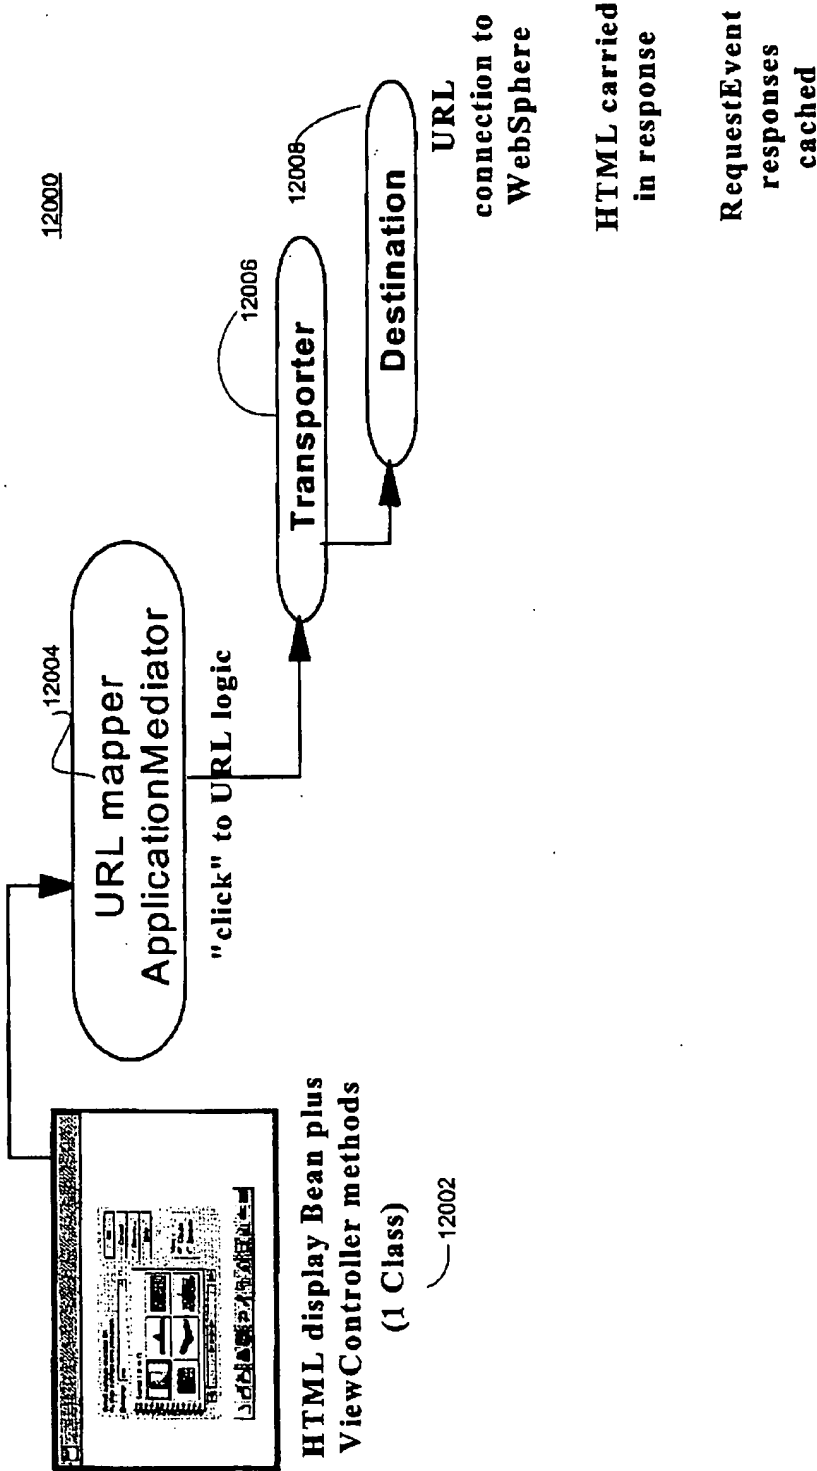 12000
HTML display Bean plus
ViewController methods
(1 Class)
12002
URL mapper
ApplicationMediator
12004
"click" to URL logic
Transporter
12006
Destination
12008
URL
connection to
WebSphere
HTML carried
in response
RequestEvent
responses
cached